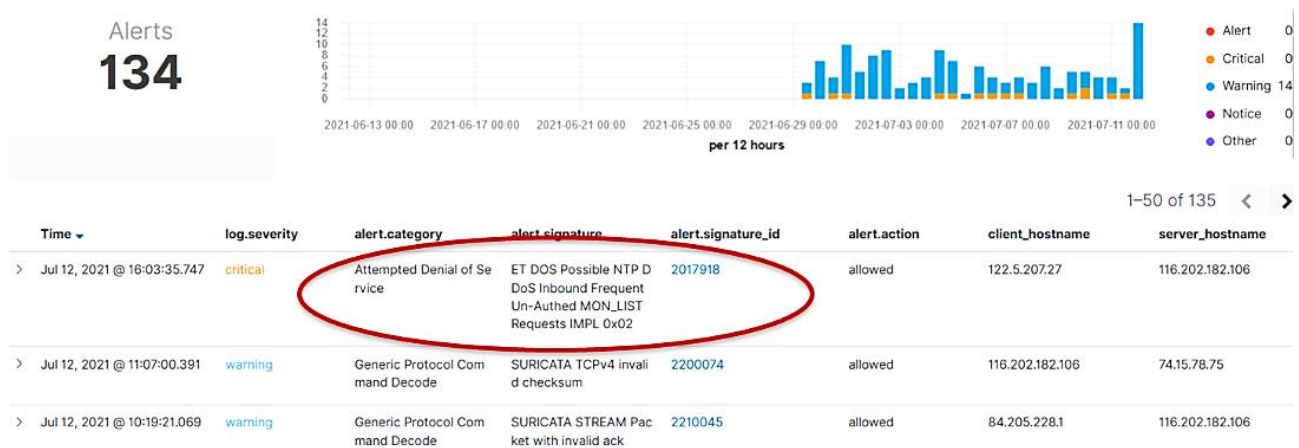 Alerts
134
14
12
10
8
6
4
2
0
2021-06-13 00:00 2021-06-17 00:00 2021-06-21 00:00 2021-06-25 00:00 2021-06-29 00:00 2021-07-03 00:00 2021-07-07 00:00 2021-07-11 00:00
per 12 hours
Alert 0
Critical 0
Warning 14
Notice 0
Other 0
1–50 of 135
Time log.severity alert.category alert.signature alert.signature_id alert.action client_hostname server_hostname
Jul 12, 2021 @ 16:03:35.747 critical Attempted Denial of Se ET DOS Possible NTP D 2017918 allowed 122.5.207.27 116.202.182.106
rvice DoS Inbound Frequent
Un-Authed MON_LIST
Requests IMPL 0x02
Jul 12, 2021 @ 11:07:00.391 warning Generic Protocol Com SURICATA TCPv4 invali 2200074 allowed 116.202.182.106 74.15.78.75
mand Decode d checksum
Jul 12, 2021 @ 10:19:21.069 warning Generic Protocol Com SURICATA STREAM Pac 2210045 allowed 84.205.228.1 116.202.182.106
mand Decode ket with invalid ack